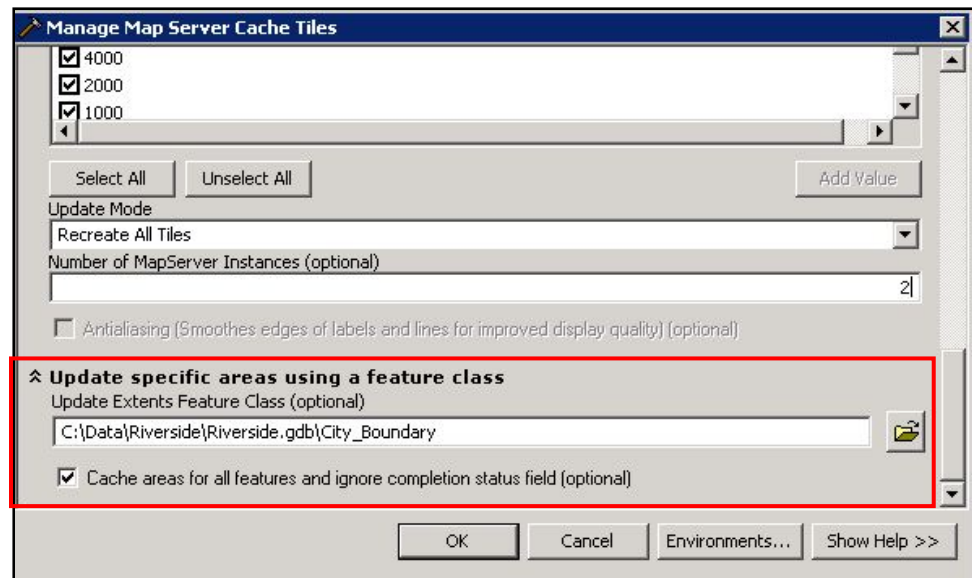 Manage Map Server Cache Tiles
4000
2000
1000
Select All Unselect All Add Value
Update Mode
Recreate All Tiles
Number of MapServer Instances (optional)
2
Antialiasing (Smoothes edges of labels and lines for improved display quality) (optional)
Update specific areas using a feature class
Update Extents Feature Class (optional)
C:\Data\Riverside\Riverside.gdb\City_Boundary
Cache areas for all features and ignore completion status field (optional)
OK Cancel Environments... Show Help >>